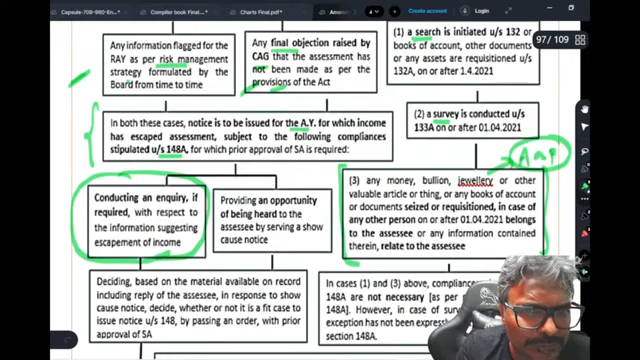 Capsule-708-980-Exp...
Compiler book Final...
Charts Final.pdf*
Amen
Create account
Sign in
97 / 109
Any information flagged for the
RAY as per risk management
strategy formulated by the
Board from time to time
Any final objection raised by
CAG that the assessment has
not been made as per the
provisions of the Act
(1) a search is initiated u/s 132 or
books of account, other documents
or any assets are requisitioned u/s
132A, on or after 1.4.2021
In both these cases, notice is to be issued for the A.Y. for which income
has escaped assessment, subject to the following compliances
stipulated u/s 148A, for which prior approval of SA is required:
(2) a survey is conducted u/s
133A on or after 01.04.2021
Conducting an enquiry, if
required, with respect to
the information suggesting
escapement of income
Providing an opportunity
of being heard to the
assessee by serving a show
cause notice
(3) any money, bullion, jewellery or other
valuable article or thing, or any books of account
or documents seized or requisitioned, in case of
any other person on or after 01.04.2021 belongs
to the assessee or any information contained
therein, relate to the assessee
Deciding, based on the material available on record
including reply of the assessee, in response to show
cause notice, decide, whether or not it is a fit case to
issue notice u/s 148, by passing an order, with prior
approval of SA
In cases (1) and (3) above, complianc
148A are not necessary [as per
148A]. However, in case of surv
exception has not been express
section 148A.